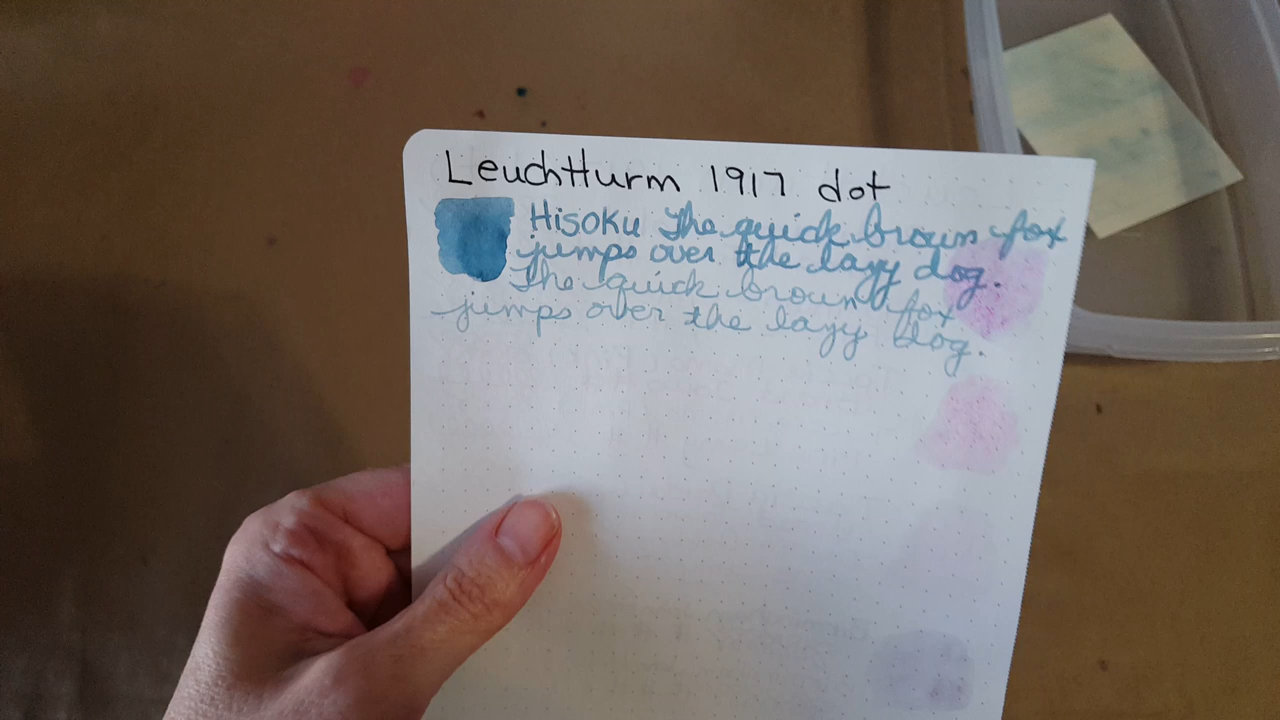 Leuchtturm 1917 dot
Hisoku The quick brown fox
jumps over the lazy dog.
The quick brown fox
jumps over the lazy dog.